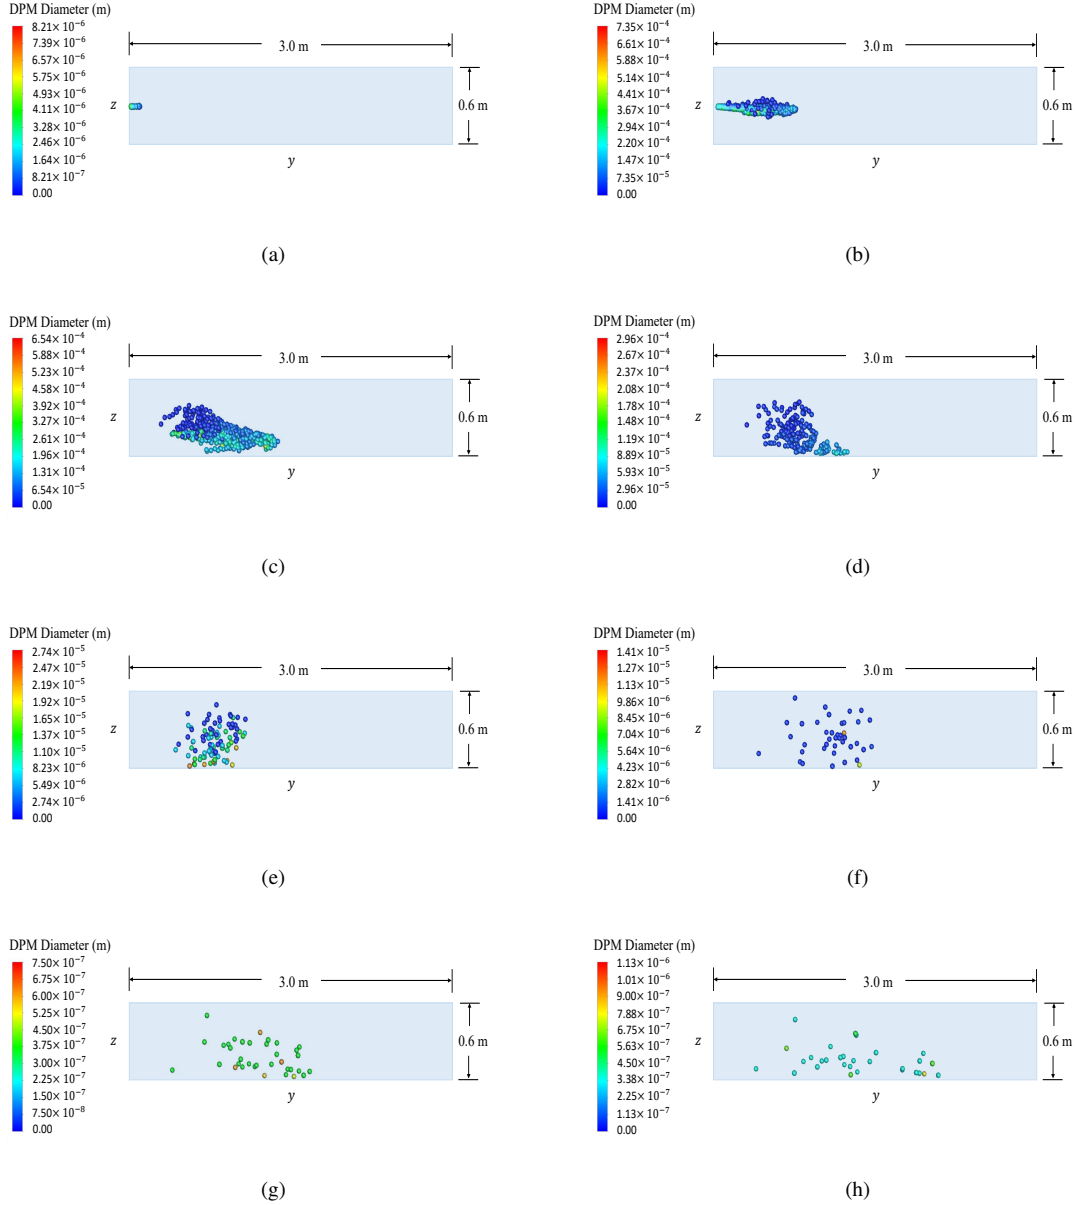 DPM Diameter (m)
8.21× 10⁻⁶
7.39× 10⁻⁶
6.57× 10⁻⁶
5.75× 10⁻⁶
4.93× 10⁻⁶
4.11× 10⁻⁶
3.28× 10⁻⁶
2.46× 10⁻⁶
1.64× 10⁻⁶
8.21× 10⁻⁷
0.00
3.0 m
z
0.6 m
y
(a)
DPM Diameter (m)
7.35× 10⁻⁴
6.61× 10⁻⁴
5.88× 10⁻⁴
5.14× 10⁻⁴
4.41× 10⁻⁴
3.67× 10⁻⁴
2.94× 10⁻⁴
2.20× 10⁻⁴
1.47× 10⁻⁴
7.35× 10⁻⁵
0.00
3.0 m
z
0.6 m
y
(b)
DPM Diameter (m)
6.54× 10⁻⁴
5.88× 10⁻⁴
5.23× 10⁻⁴
4.58× 10⁻⁴
3.92× 10⁻⁴
3.27× 10⁻⁴
2.61× 10⁻⁴
1.96× 10⁻⁴
1.31× 10⁻⁴
6.54× 10⁻⁵
0.00
3.0 m
z
0.6 m
y
(c)
DPM Diameter (m)
2.96× 10⁻⁴
2.67× 10⁻⁴
2.37× 10⁻⁴
2.08× 10⁻⁴
1.78× 10⁻⁴
1.48× 10⁻⁴
1.19× 10⁻⁴
8.89× 10⁻⁵
5.93× 10⁻⁵
2.96× 10⁻⁵
0.00
3.0 m
z
0.6 m
y
(d)
DPM Diameter (m)
2.74× 10⁻⁵
2.47× 10⁻⁵
2.19× 10⁻⁵
1.92× 10⁻⁵
1.65× 10⁻⁵
1.37× 10⁻⁵
1.10× 10⁻⁵
8.23× 10⁻⁶
5.49× 10⁻⁶
2.74× 10⁻⁶
0.00
3.0 m
z
0.6 m
y
(e)
DPM Diameter (m)
1.41× 10⁻⁵
1.27× 10⁻⁵
1.13× 10⁻⁵
9.86× 10⁻⁶
8.45× 10⁻⁶
7.04× 10⁻⁶
5.64× 10⁻⁶
4.23× 10⁻⁶
2.82× 10⁻⁶
1.41× 10⁻⁶
0.00
3.0 m
z
0.6 m
y
(f)
DPM Diameter (m)
7.50× 10⁻⁷
6.75× 10⁻⁷
6.00× 10⁻⁷
5.25× 10⁻⁷
4.50× 10⁻⁷
3.75× 10⁻⁷
3.00× 10⁻⁷
2.25× 10⁻⁷
1.50× 10⁻⁷
7.50× 10⁻⁸
0.00
3.0 m
z
0.6 m
y
(g)
DPM Diameter (m)
1.13× 10⁻⁶
1.01× 10⁻⁶
9.00× 10⁻⁷
7.88× 10⁻⁷
6.75× 10⁻⁷
5.63× 10⁻⁷
4.50× 10⁻⁷
3.38× 10⁻⁷
2.25× 10⁻⁷
1.13× 10⁻⁷
0.00
3.0 m
z
0.6 m
y
(h)